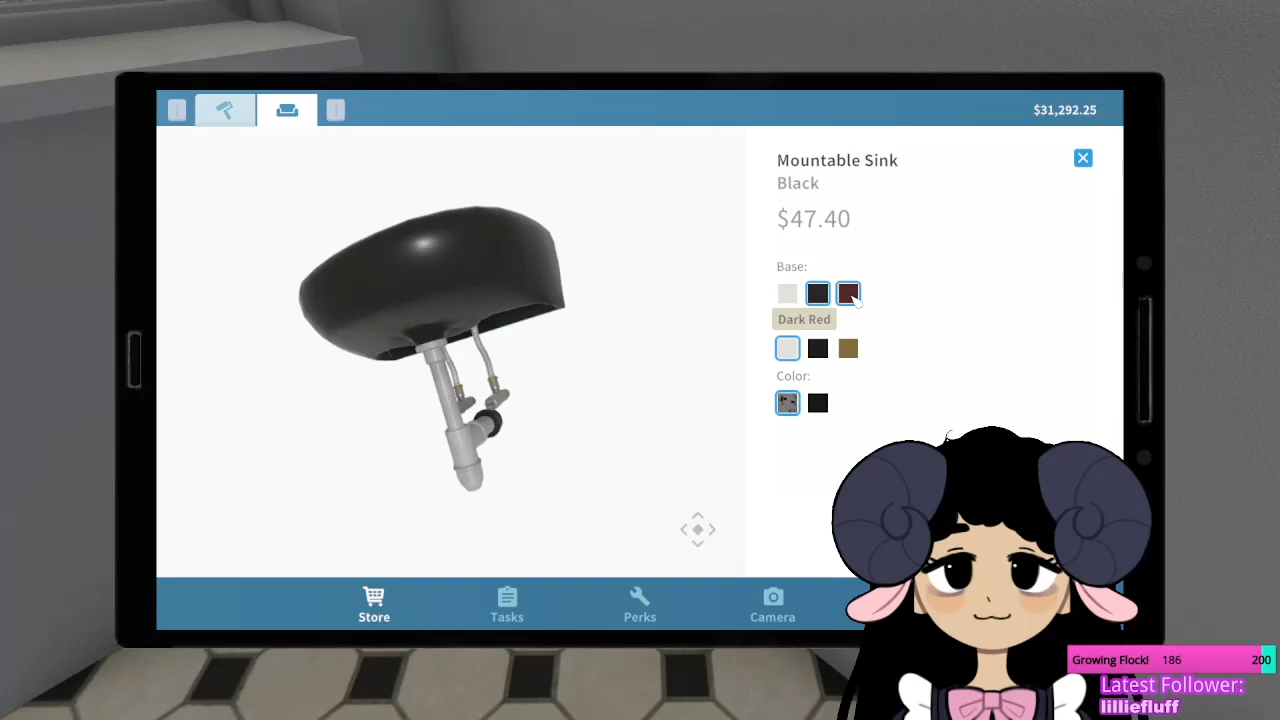 $31,292.25
Mountable Sink
Black
$47.40
Base:
Dark Red
Color:
Store
Tasks
Perks
Camera
Growing Flock! 186 200
Latest Follower:
lilliefluff